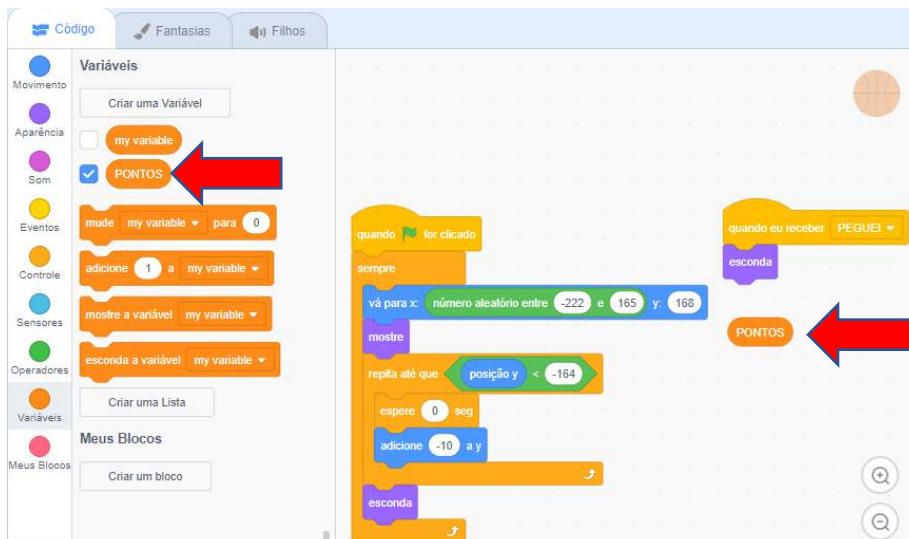 Código
Fantasias
Filhos
Movimento
Aparência
Som
Eventos
Controle
Sensores
Operadores
Variáveis
Meus Blocos
Variáveis
Criar uma Variável
my variable
PONTOS
mude my variable para 0
adicione 1 a my variable
mostre a variável my variable
esconda a variável my variable
Criar uma Lista
Meus Blocos
Criar um bloco
quando for clicado
sempre
vá para x: número aleatório entre -222 e 165 y: 168
mostre
repita até que posição y < -164
espere 0 seg
adicione -10 a y
esconda
quando eu receber PEGUEI
esconda
PONTOS